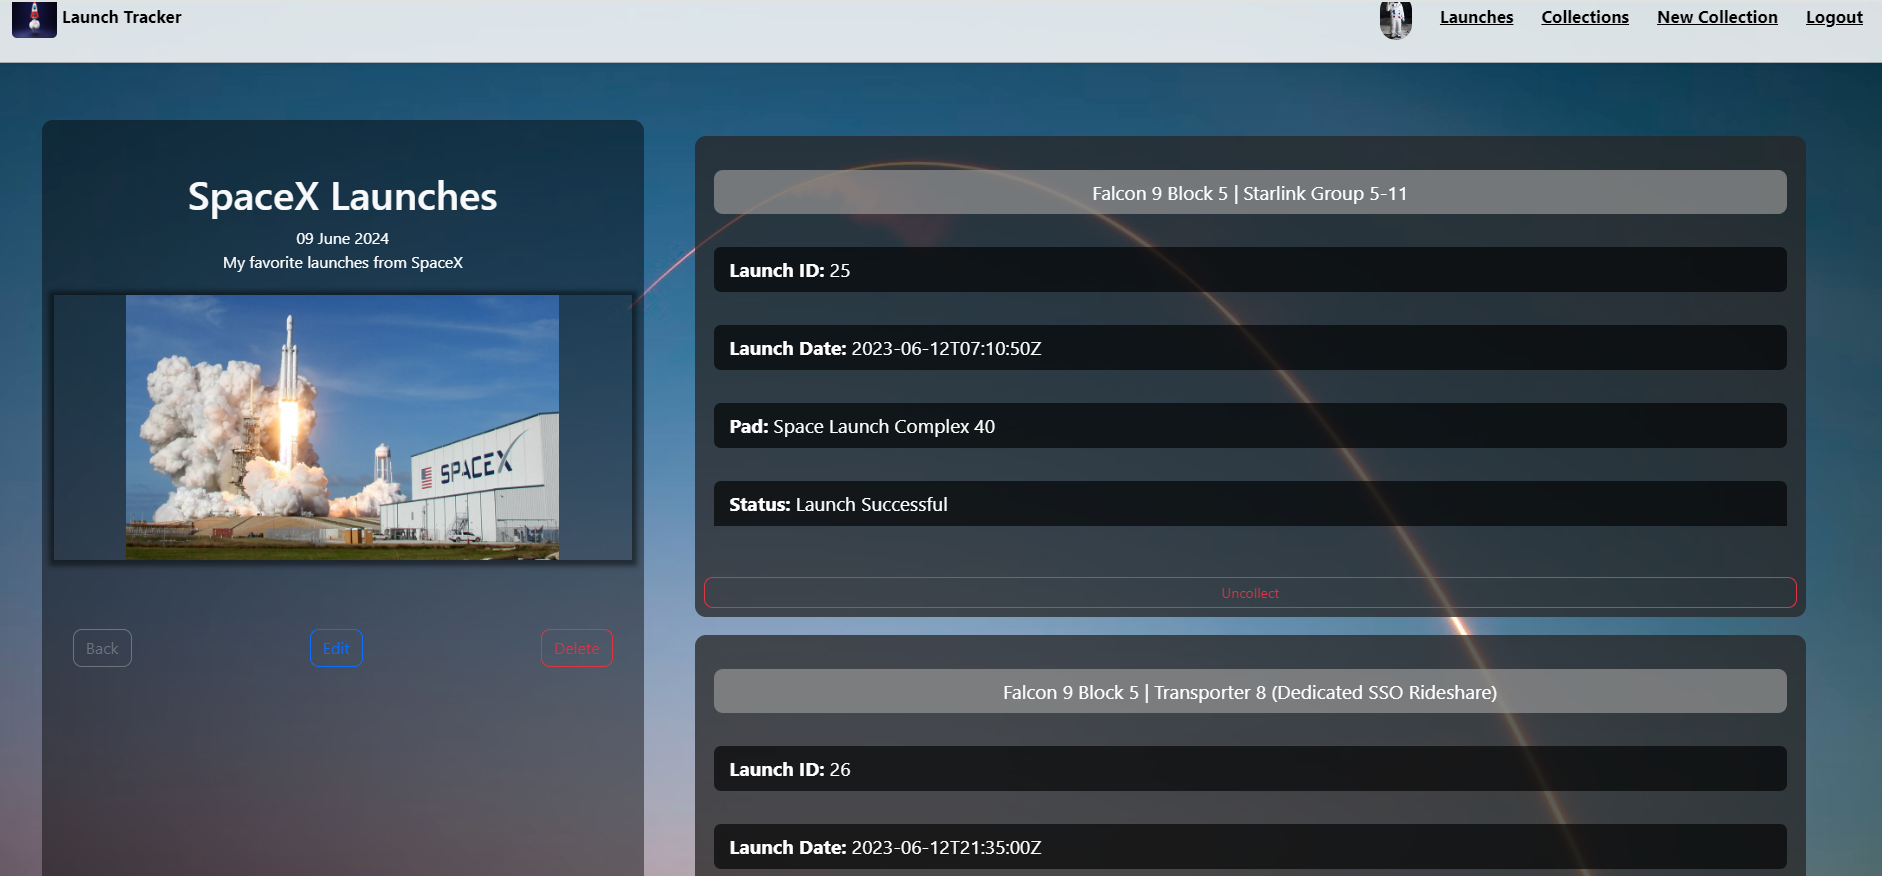 Launch Tracker
Launches
Collections
New Collection
Logout
SpaceX Launches
09 June 2024
My favorite launches from SpaceX
SPACEX
Back
Edit
Delete
Falcon 9 Block 5 | Starlink Group 5-11
Launch ID: 25
Launch Date: 2023-06-12T07:10:50Z
Pad: Space Launch Complex 40
Status: Launch Successful
Uncollect
Falcon 9 Block 5 | Transporter 8 (Dedicated SSO Rideshare)
Launch ID: 26
Launch Date: 2023-06-12T21:35:00Z